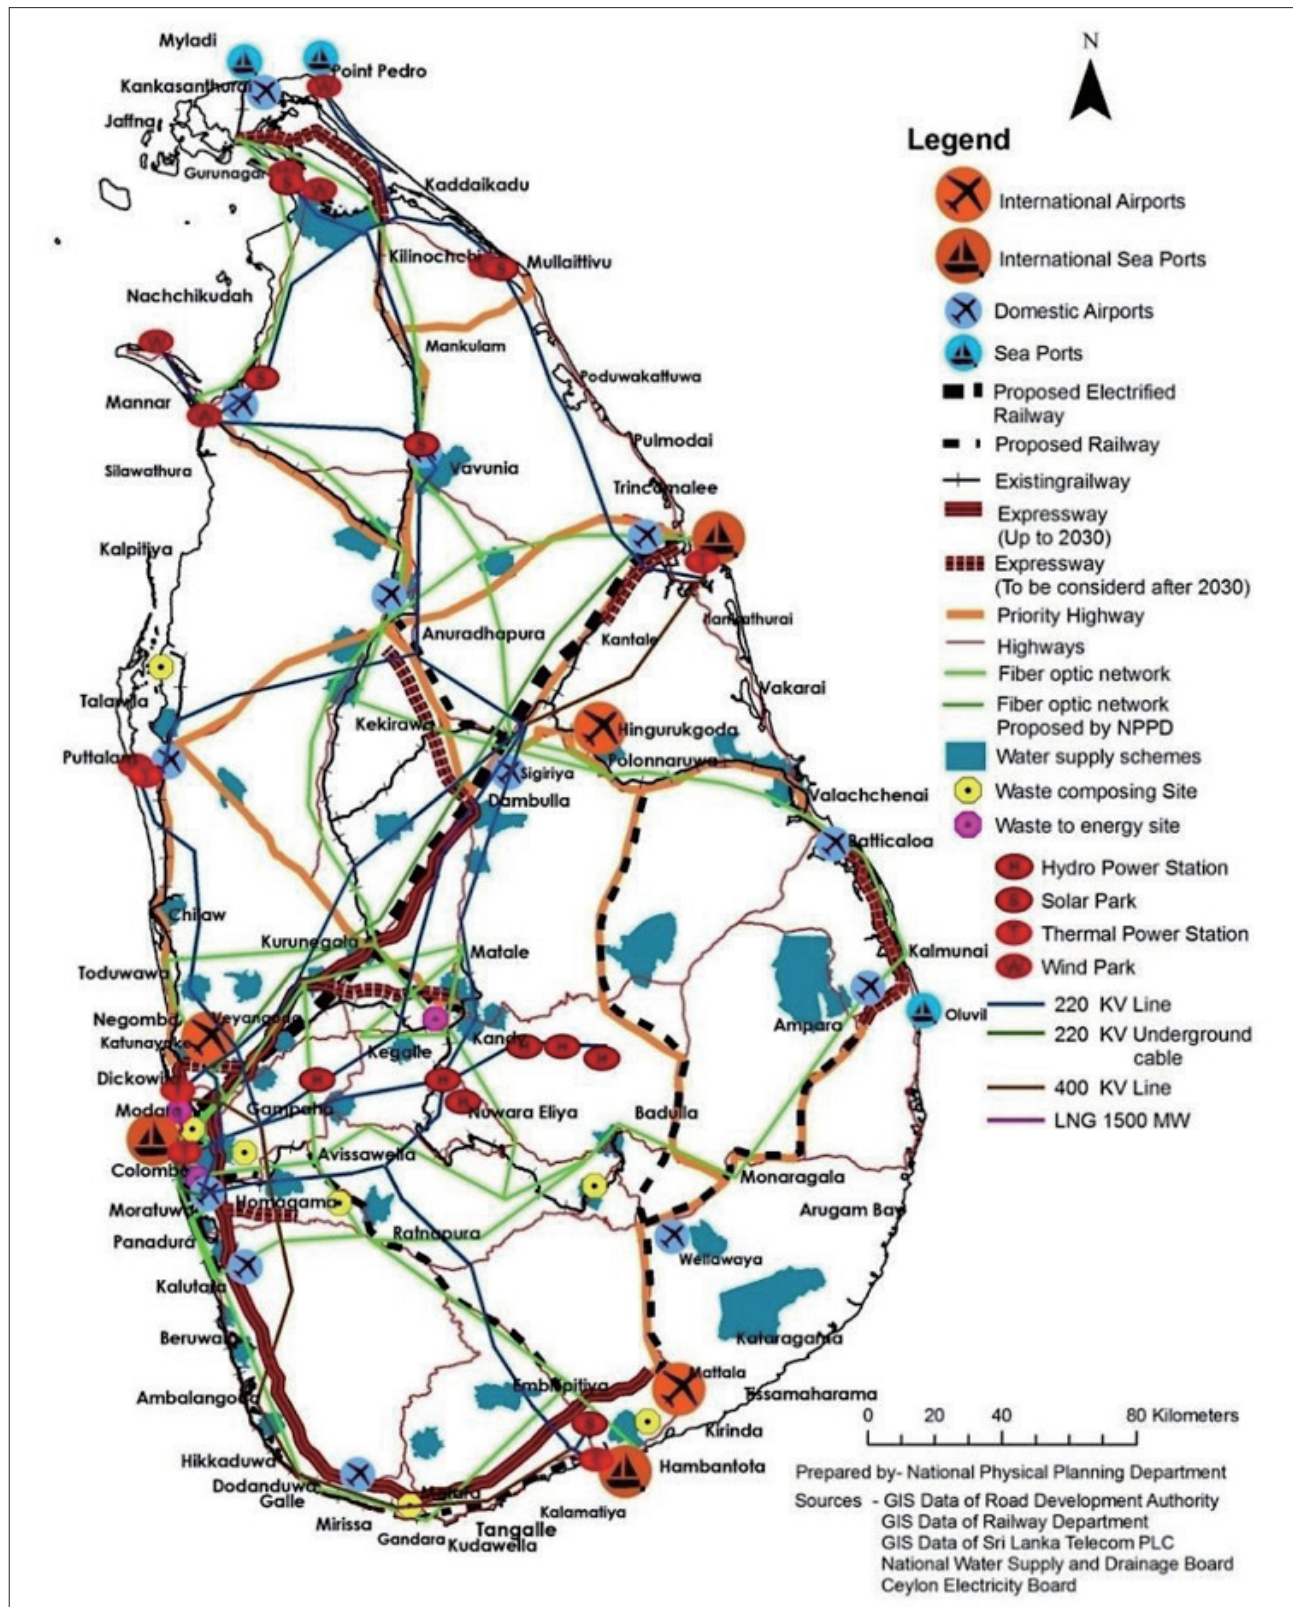 Myladi
Point Pedro
Kankasanthurai
Jaffna
Gurunagar
Kaddaikadu
Mullaittivu
Nachchikudah
Mankulam
Poduwakattuwa
Mannar
Pulmodai
Silawathura
Vavunia
Trincomalee
Kalpitiya
Anuradhapura
Kantale
Vakarai
Talawila
Kekirawa
Hingurukgoda
Puttalam
Sigiriya
Polonnaruwa
Dambulla
Valachchenai
Batticaloa
Chilaw
Kurunegala
Matale
Kalmunai
Toduwawa
Negombo
Veyangoda
Katunayake
Ampara
Oluvil
Kandy
Kegalle
Dickowita
Modara
Gampaha
Nuwara Eliya
Badulla
Colombo
Avissawella
Monaragala
Moratuwa
Homagama
Arugam Bay
Panadura
Ratnapura
Wellawaya
Kalutara
Beruwala
Kataragama
Mattala
Ambalangoda
Embilipitiya
Tissamaharama
Kirinda
Hikkaduwa
Hambantota
Dodanduwa
Galle
Matara
Kalamatiya
Mirissa
Tangalle
Gandara
Kudawella
N
Legend
International Airports
International Sea Ports
Domestic Airports
Sea Ports
Proposed Electrified
Railway
Proposed Railway
Existingrailway
Expressway
(Up to 2030)
Expressway
(To be considerd after 2030)
Priority Highway
Highways
Fiber optic network
Fiber optic network
Proposed by NPPD
Water supply schemes
Waste composing Site
Waste to energy site
H Hydro Power Station
S Solar Park
T Thermal Power Station
W Wind Park
220 KV Line
220 KV Underground
cable
400 KV Line
LNG 1500 MW
0 20 40 80 Kilometers
Prepared by- National Physical Planning Department
Sources - GIS Data of Road Development Authority
GIS Data of Railway Department
GIS Data of Sri Lanka Telecom PLC
National Water Supply and Drainage Board
Ceylon Electricity Board